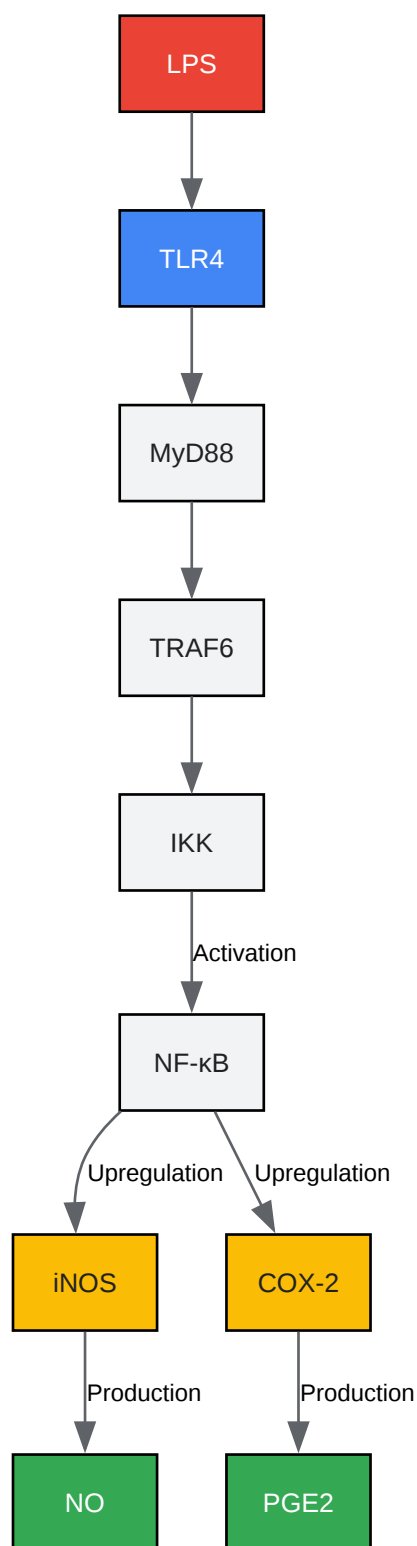 LPS
TLR4
MyD88
TRAF6
IKK
Activation
NF-κB
Upregulation
Upregulation
iNOS
COX-2
Production
Production
NO
PGE2